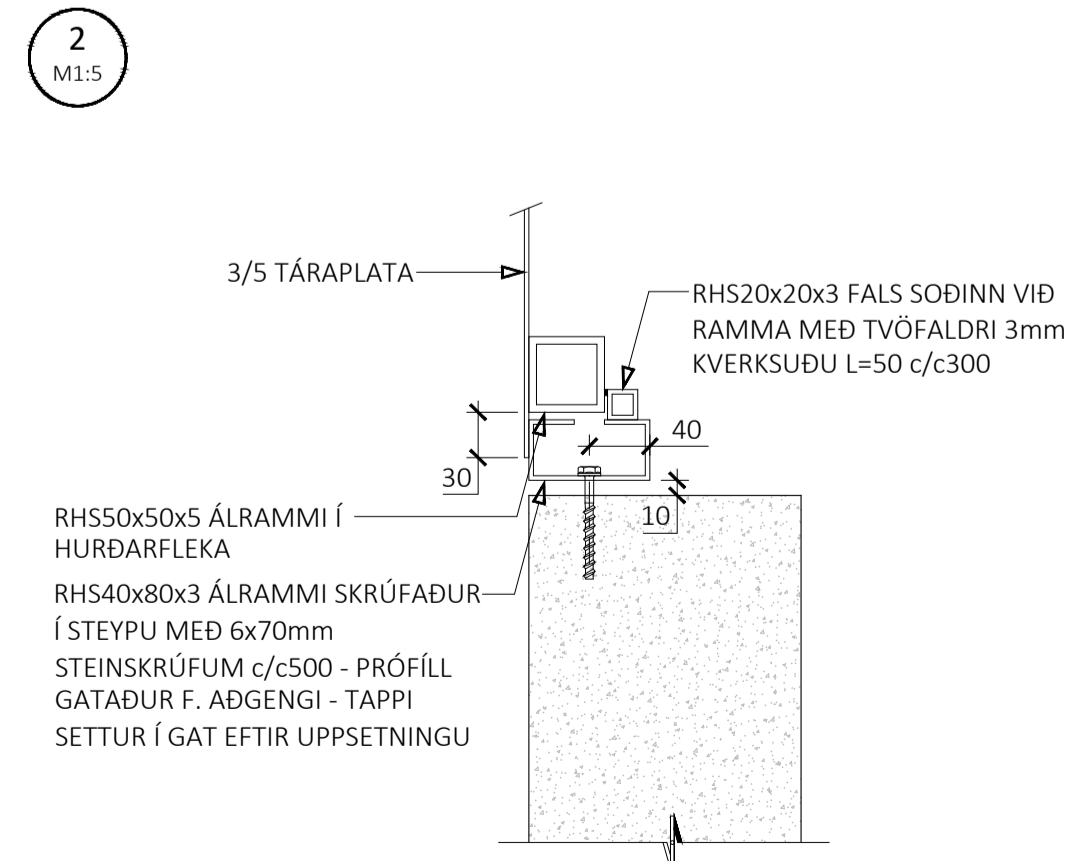 2
M1:5
3/5 TÁRAPLATA
RHS20x20x3 FALS SOÐINN VIÐ
RAMMA MEÐ TVÖFALDRI 3mm
KVERKSUÐU L=50 c/c300
40
30
10
RHS50x50x5 ÁLRAMMI Í
HURÐARFLEKA
RHS40x80x3 ÁLRAMMI SKRÚFAÐUR
Í STEYPU MEÐ 6x70mm
STEINSKRÚFUM c/c500 - PRÓFÍLL
GATAÐUR F. AÐGENGI - TAPPI
SETTUR Í GAT EFTIR UPPSETNINGU